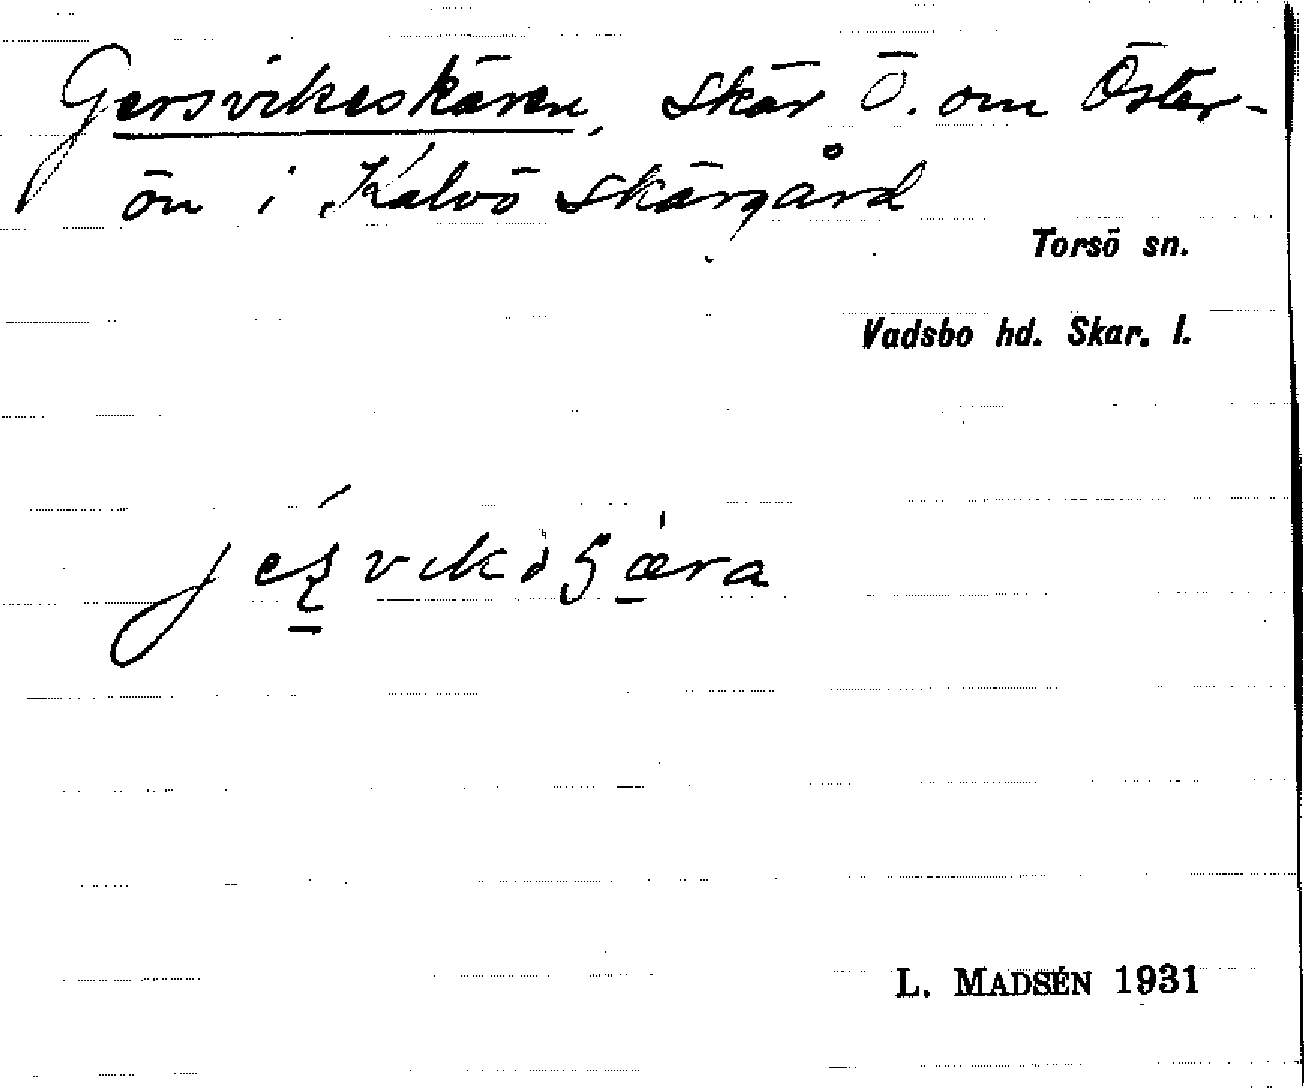 Gersvikeskären, skär Ö. om Öster-
ön i Kalvö skärgård
Torsö sn.
Vadsbo hd. Skar. l.
L. MADSÉN 1931